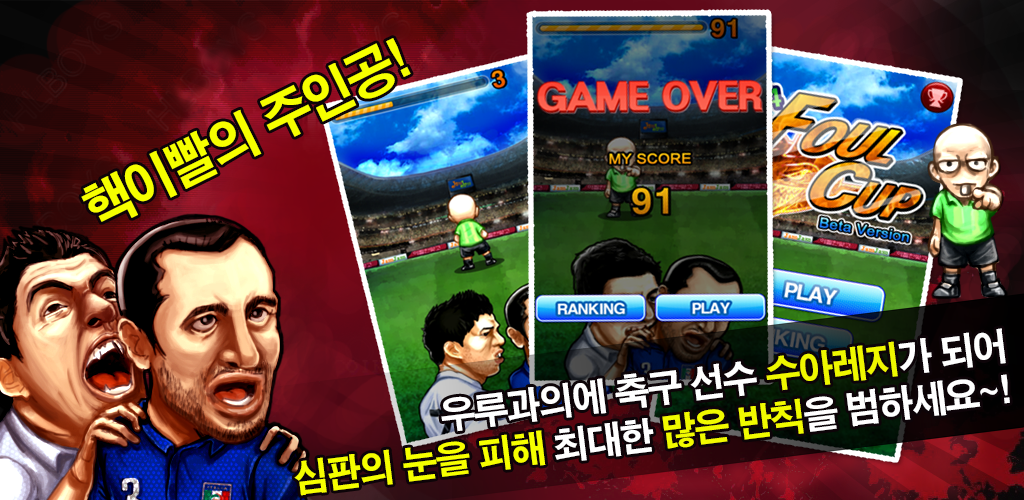 핵이빨의 주인공!
3
91
GAME OVER
MY SCORE
91
RANKING
PLAY
FOUL
CUP
Beta Version
PLAY
우루과의에 축구 선수 수아레지가 되어
심판의 눈을 피해 최대한 많은 반칙을 범하세요~!
3